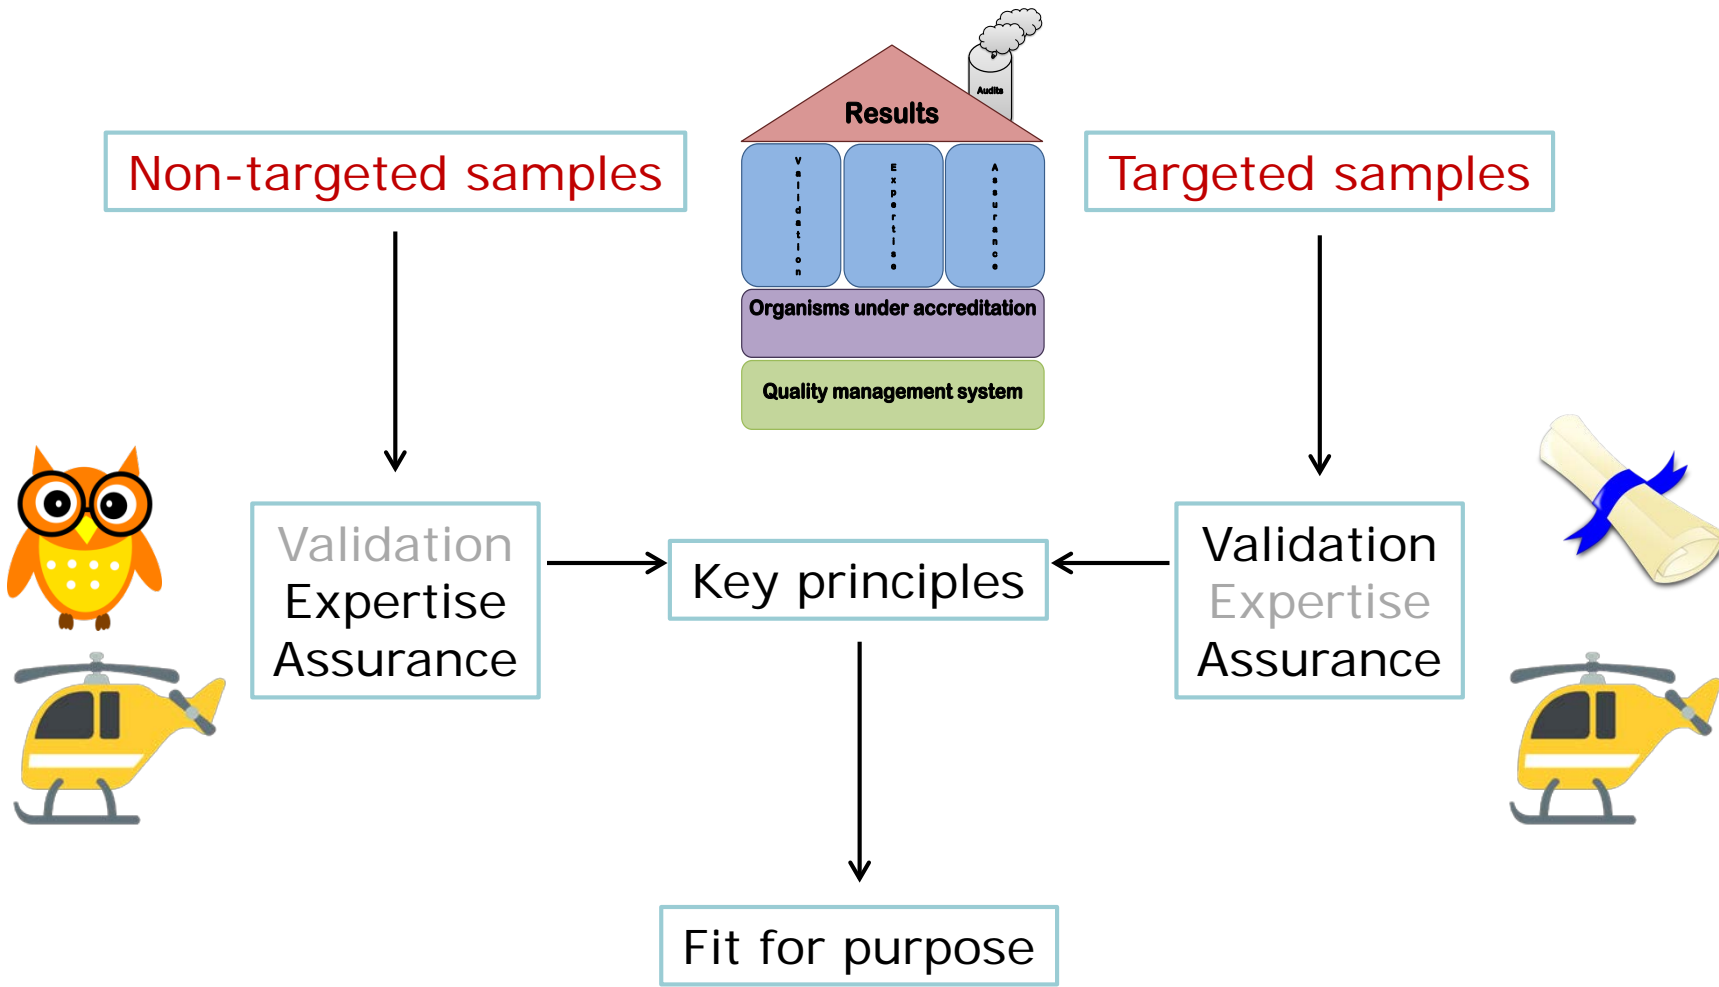 Audits
Results
Non-targeted samples
Targeted samples
Validation
Expertise
Assurance
Organisms under accreditation
Quality management system
Validation
Expertise
Assurance
Key principles
Validation
Expertise
Assurance
Fit for purpose